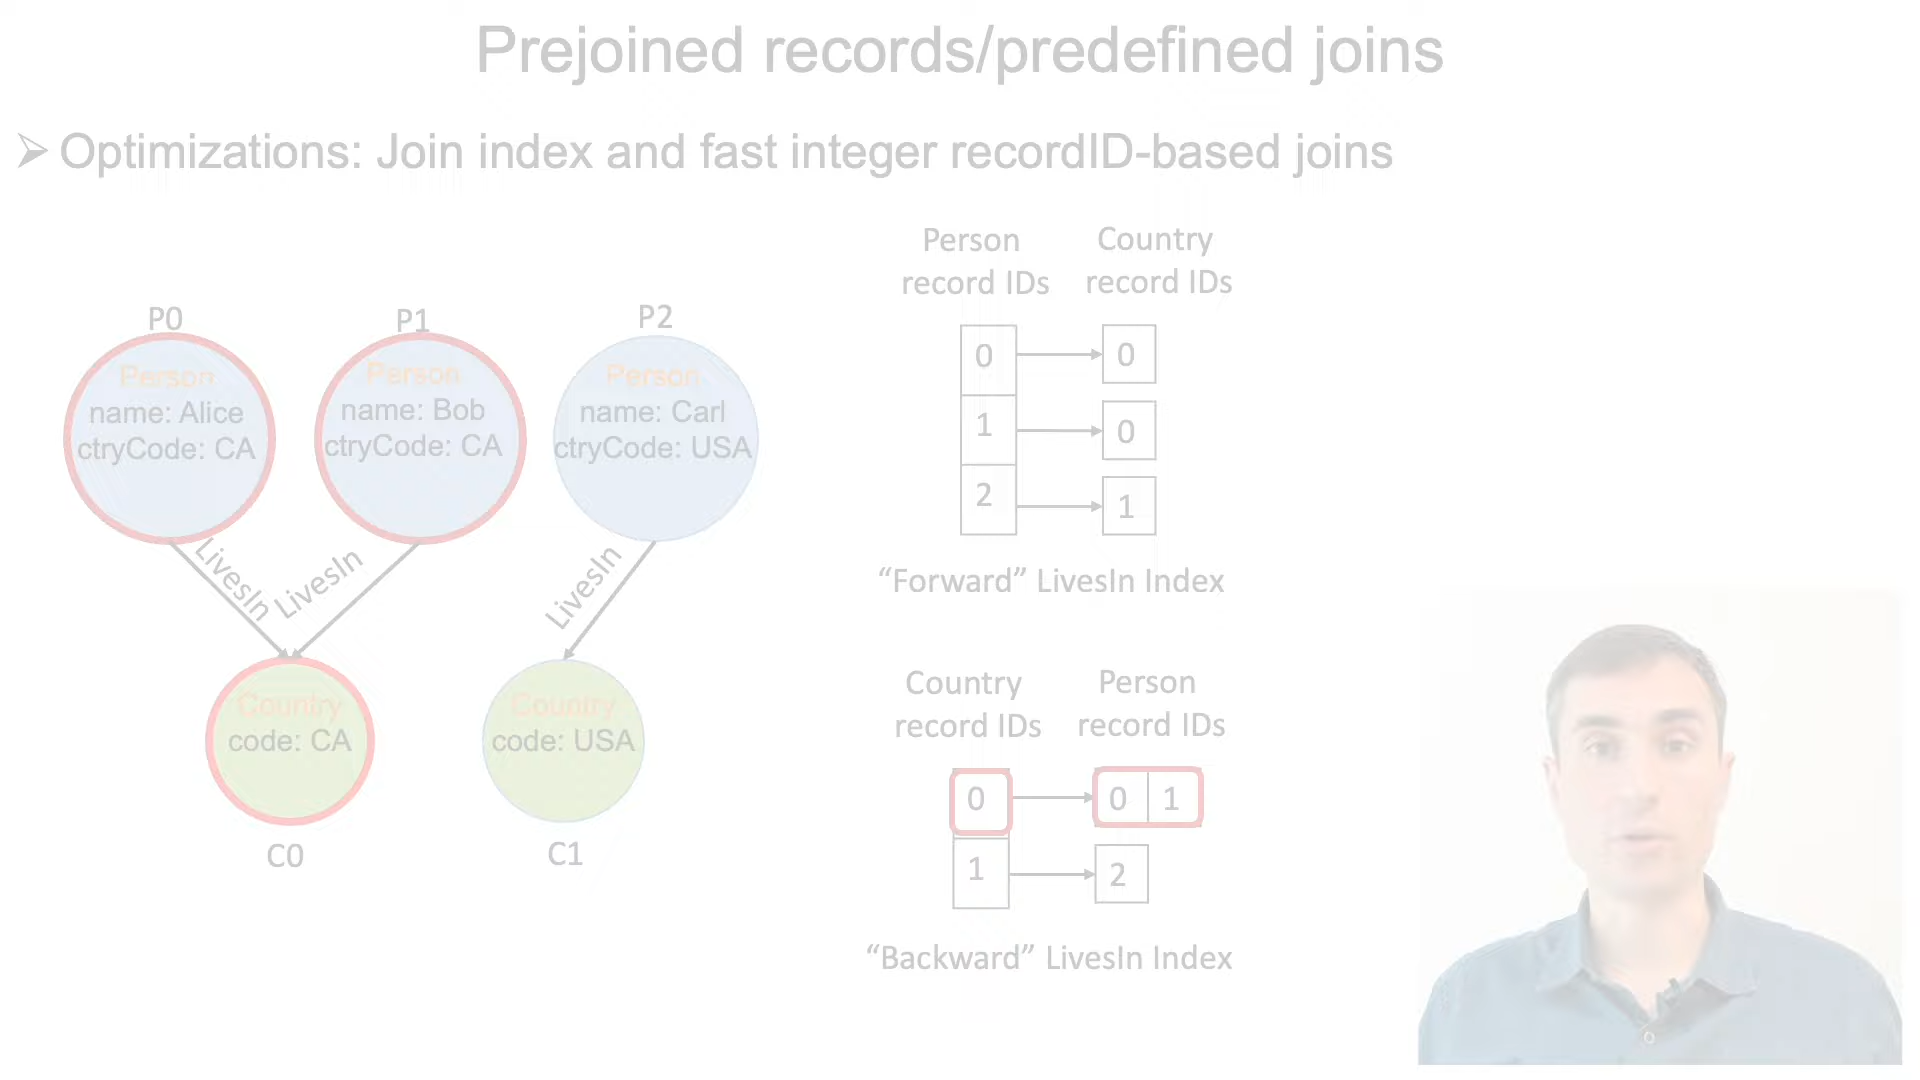 Prejoined records/predefined joins
➢ Optimizations: Join index and fast integer recordID-based joins
P0
P1
P2
Person
name: Alice
ctryCode: CA
Person
name: Bob
ctryCode: CA
Person
name: Carl
ctryCode: USA
LivesIn
LivesIn
LivesIn
Country
code: CA
Country
code: USA
C0
C1
Person
record IDs
Country
record IDs
0
0
1
0
2
1
“Forward” LivesIn Index
Country
record IDs
Person
record IDs
0
0 1
1
2
“Backward” LivesIn Index